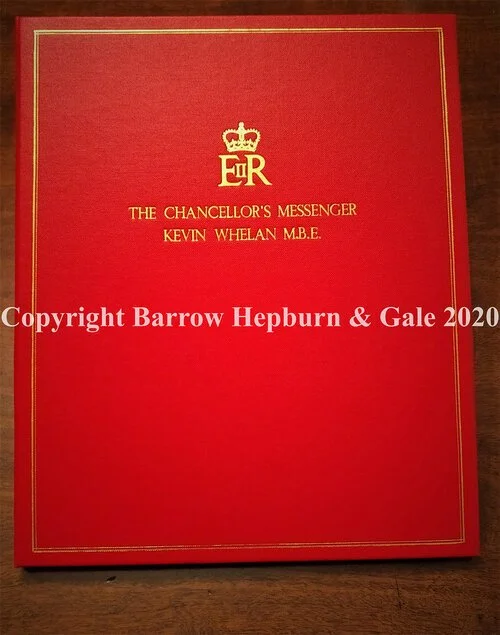 EIIR
THE CHANCELLOR'S MESSENGER
KEVIN WHELAN M.B.E.
Copyright Barrow Hepburn & Gale 2020